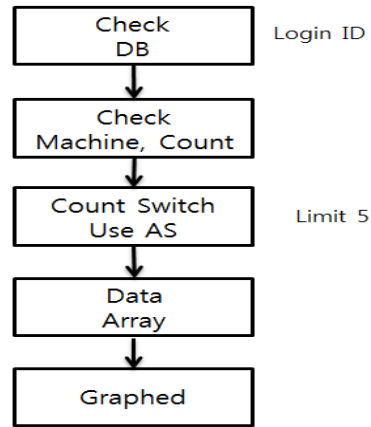 Check
DB
Login ID
Check
Machine, Count
Count Switch
Use AS
Limit 5
Data
Array
Graphed